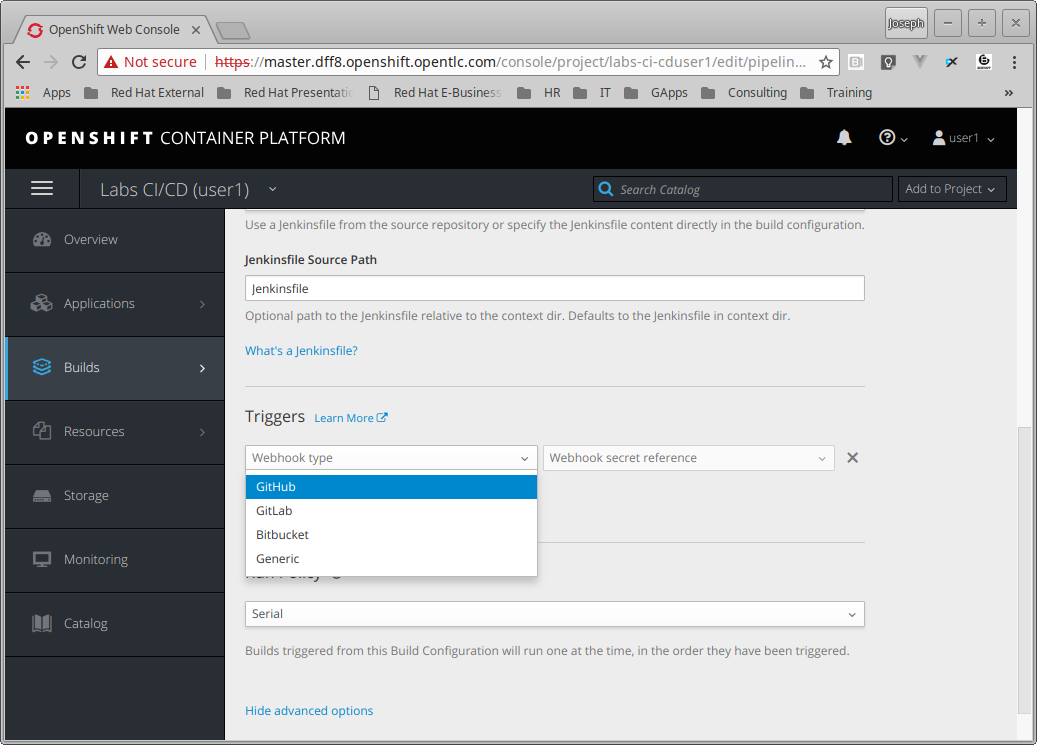 OpenShift Web Console
Joseph
Not secure https://master.dff8.openshift.opentlc.com/console/project/labs-ci-cduser1/edit/pipelin...
Apps Red Hat External Red Hat Presentatio Red Hat E-Business HR IT GApps Consulting Training »
OPENSHIFT CONTAINER PLATFORM
user1
Labs CI/CD (user1)
Search Catalog
Add to Project
Overview
Applications
Builds
Resources
Storage
Monitoring
Catalog
Use a Jenkinsfile from the source repository or specify the Jenkinsfile content directly in the build configuration.
Jenkinsfile Source Path
Jenkinsfile
Optional path to the Jenkinsfile relative to the context dir. Defaults to the Jenkinsfile in context dir.
What's a Jenkinsfile?
Triggers Learn More
Webhook type
Webhook secret reference
GitHub
GitLab
Bitbucket
Generic
Run Policy
Serial
Builds triggered from this Build Configuration will run one at the time, in the order they have been triggered.
Hide advanced options